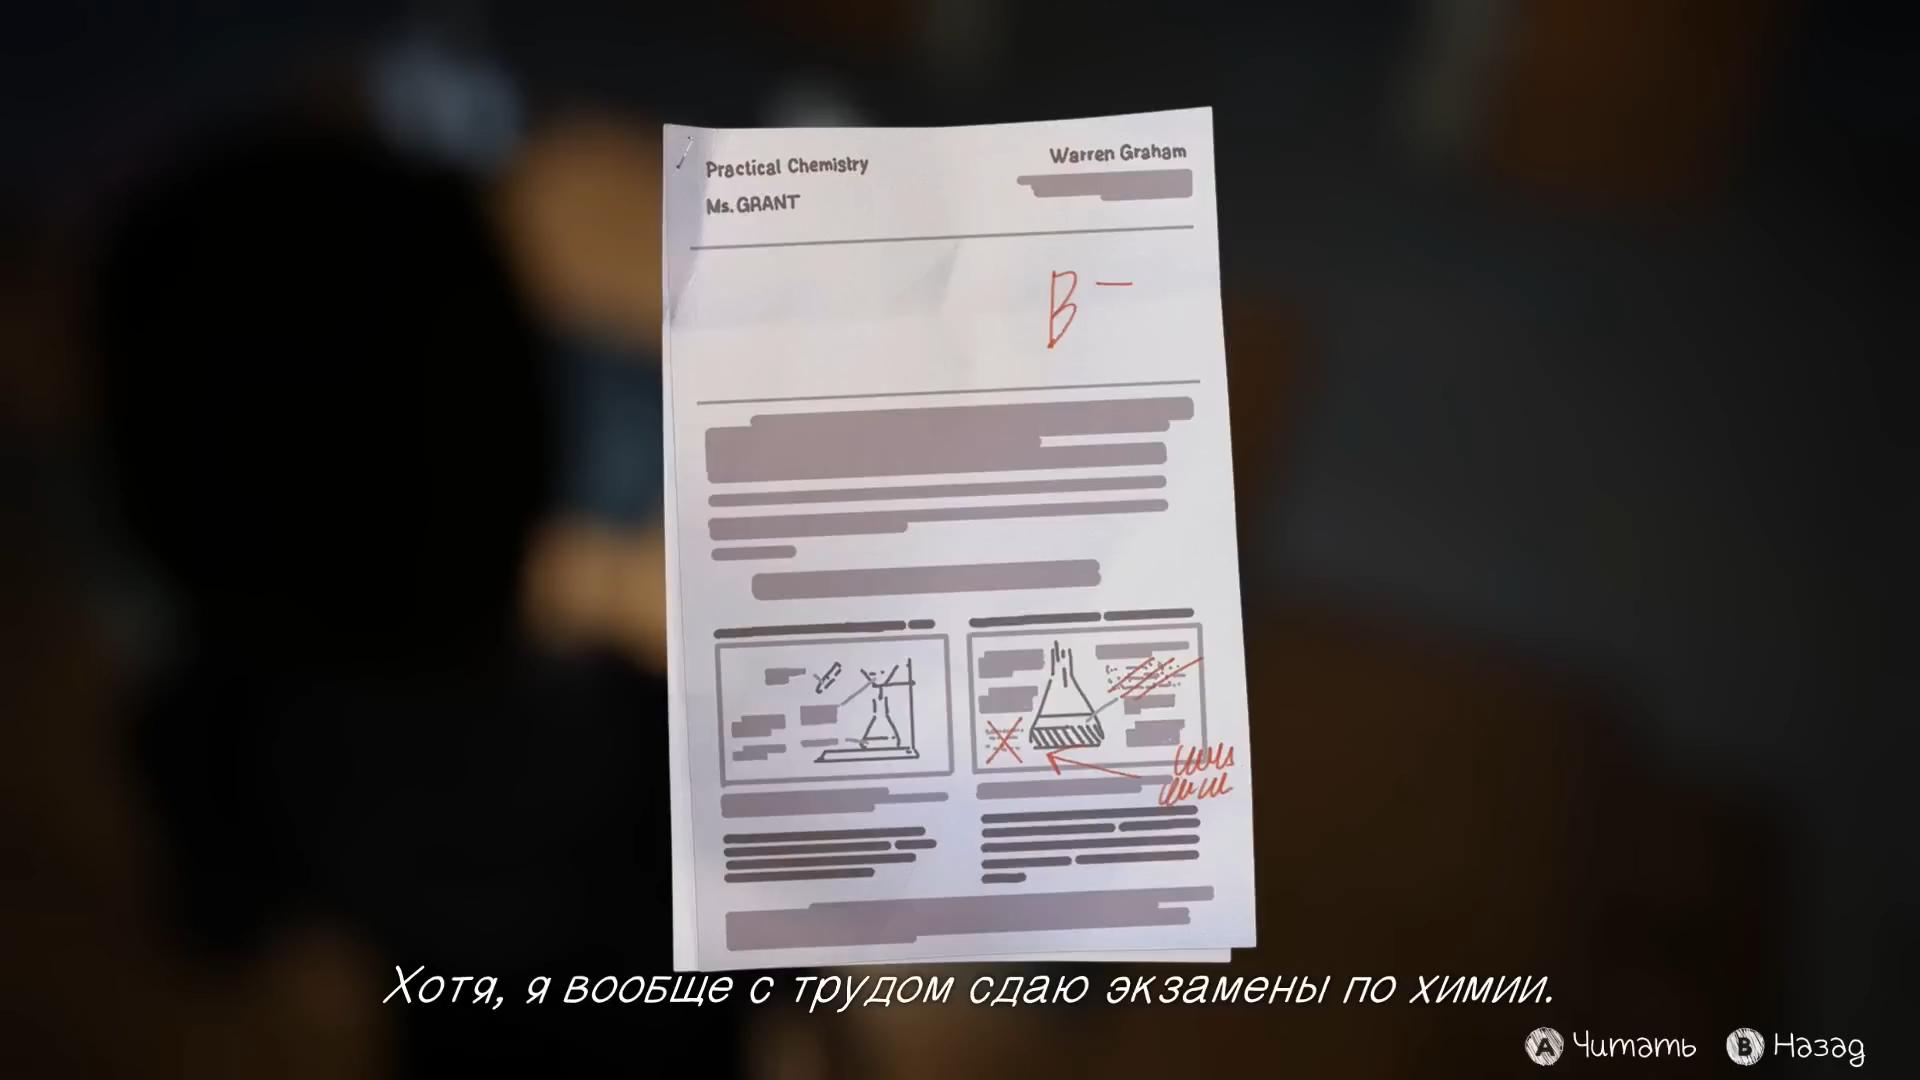 Practical Chemistry
Warren Graham
Ms. GRANT
B-
Хотя, я вообще с трудом сдаю экзамены по химии.
A Читать B Назад